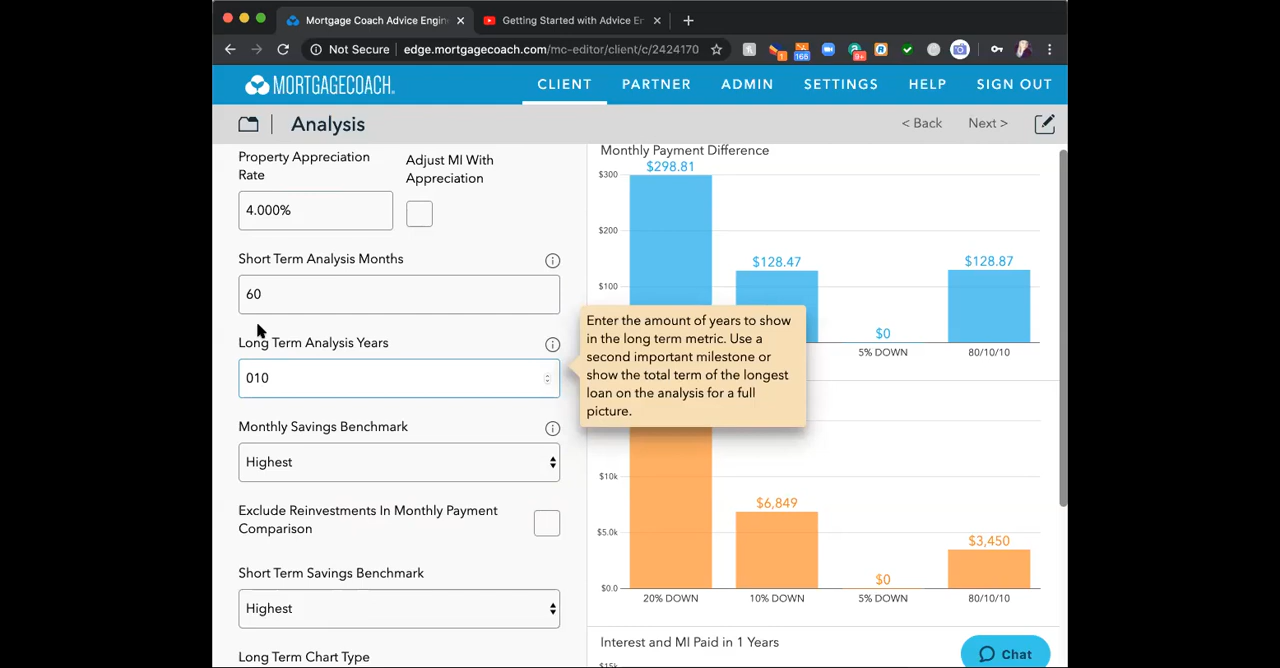 Mortgage Coach Advice Engin
Getting Started with Advice En
Not Secure
edge.mortgagecoach.com/mc-editor/client/c/2424170
1
166
9+
MORTGAGECOACH
CLIENT
PARTNER
ADMIN
SETTINGS
HELP
SIGN OUT
Analysis
< Back
Next >
Property Appreciation
Rate
Adjust MI With
Appreciation
4.000%
Short Term Analysis Months
60
Long Term Analysis Years
010
Monthly Savings Benchmark
Highest
Exclude Reinvestments In Monthly Payment
Comparison
Short Term Savings Benchmark
Highest
Long Term Chart Type
Monthly Payment Difference
$298.81
$300
$200
$128.47
$128.87
$100
$0
5% DOWN
80/10/10
Enter the amount of years to show
in the long term metric. Use a
second important milestone or
show the total term of the longest
loan on the analysis for a full
picture.
$10k
$6,849
$5.0k
$3,450
$0
$0.0
20% DOWN
10% DOWN
5% DOWN
80/10/10
Interest and MI Paid in 1 Years
$15k
Chat